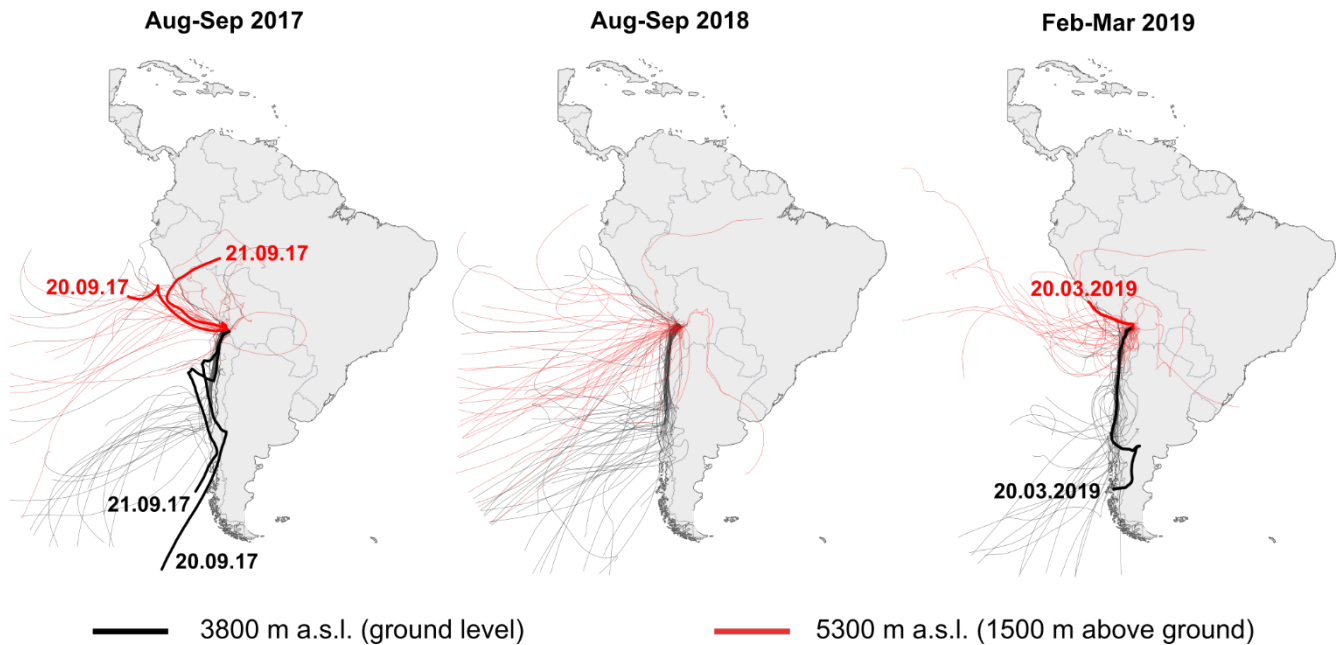 Aug-Sep 2017
Aug-Sep 2018
Feb-Mar 2019
21.09.17
20.09.17
20.03.2019
21.09.17
20.03.2019
20.09.17
3800 m a.s.l. (ground level)
5300 m a.s.l. (1500 m above ground)